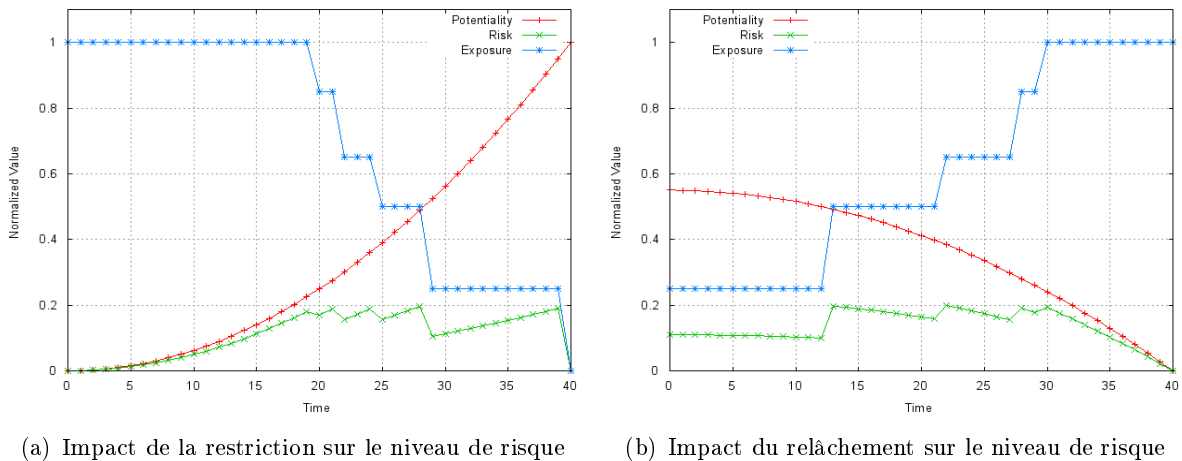 Potentiality
Risk
Exposure
1
0.8
0.6
0.4
0.2
0
Normalized Value
0 5 10 15 20 25 30 35 40
Time
(a) Impact de la restriction sur le niveau de risque
Potentiality
Risk
Exposure
1
0.8
0.6
0.4
0.2
0
Normalized Value
0 5 10 15 20 25 30 35 40
Time
(b) Impact du relâchement sur le niveau de risque